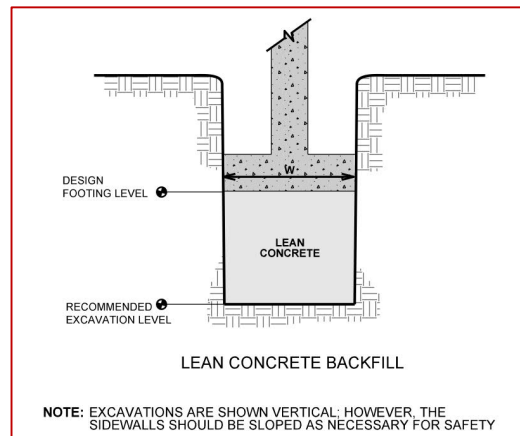 DESIGN
FOOTING LEVEL
W
LEAN
CONCRETE
RECOMMENDED
EXCAVATION LEVEL
LEAN CONCRETE BACKFILL
NOTE: EXCAVATIONS ARE SHOWN VERTICAL; HOWEVER, THE
SIDEWALLS SHOULD BE SLOPED AS NECESSARY FOR SAFETY